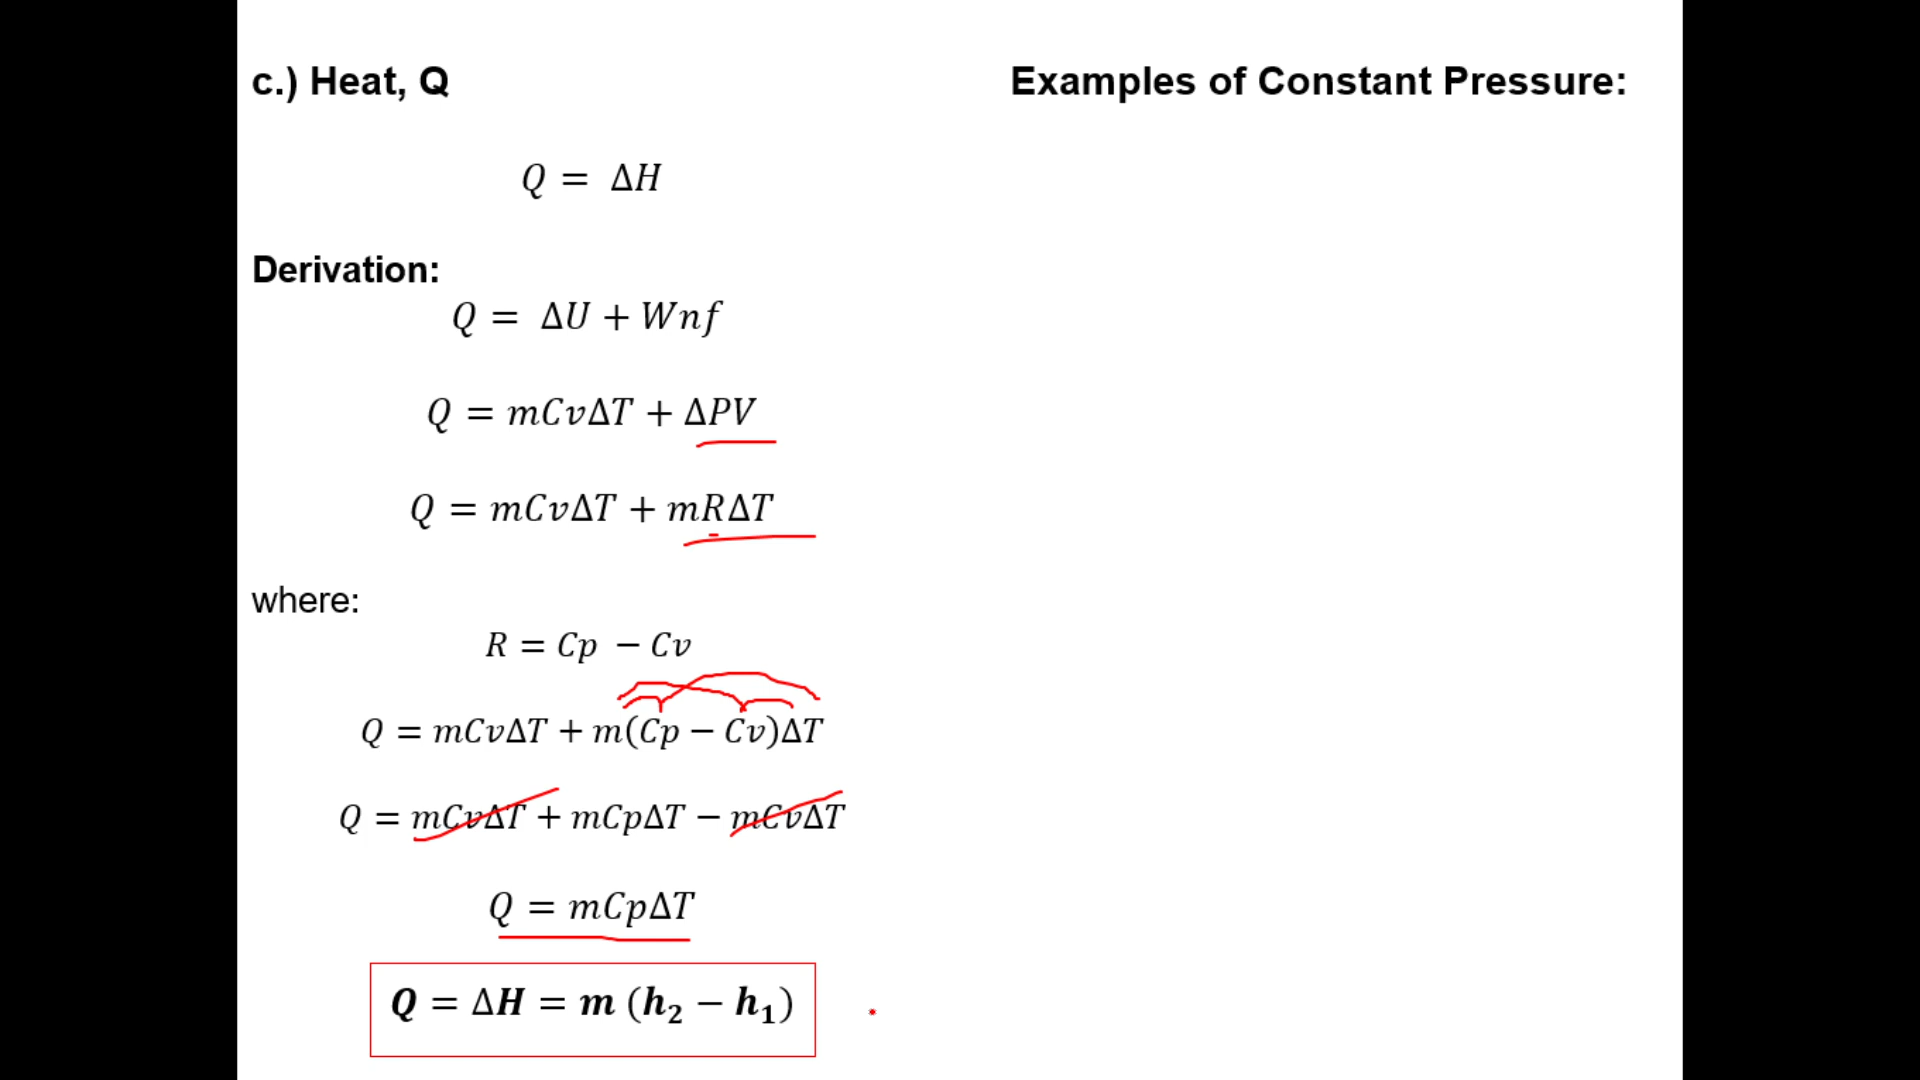 c.) Heat, Q
Q = ΔH
Derivation:
Q = ΔU + Wnf
Q = mCvΔT + ΔPV
Q = mCvΔT + mRΔT
where:
R = Cp − Cv
Q = mCvΔT + m(Cp − Cv)ΔT
Q = mCvΔT + mCpΔT − mCvΔT
Q = mCpΔT
Q = ΔH = m (h₂ − h₁)
Examples of Constant Pressure: